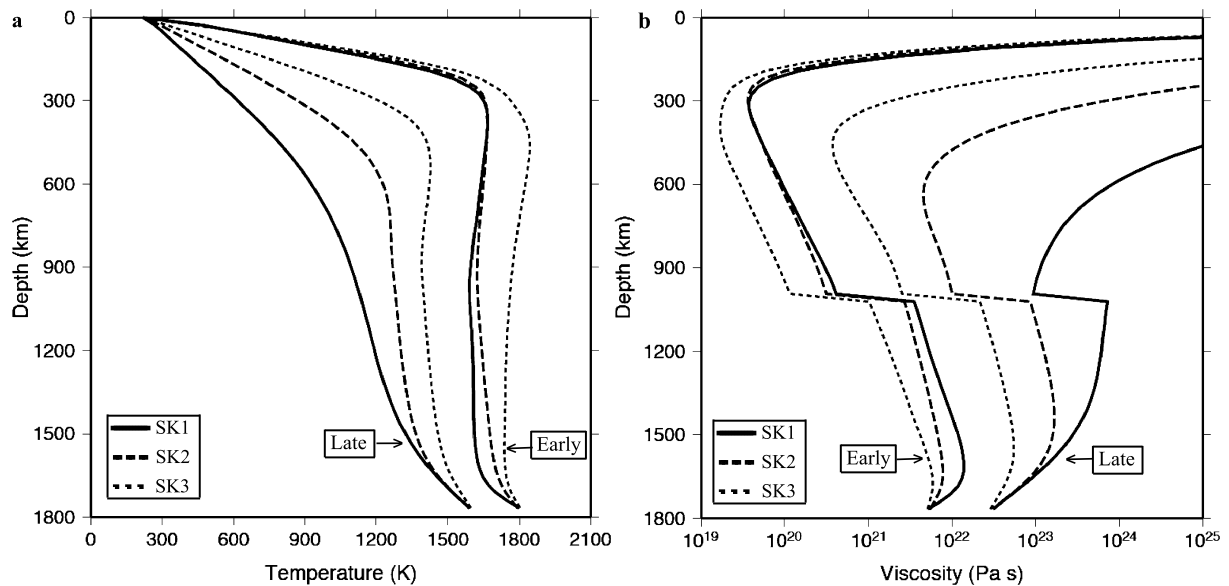 a
0
300
600
900
1200
1500
1800
Depth (km)
SK1
SK2
SK3
Late
Early
0 300 600 900 1200 1500 1800 2100
Temperature (K)
b
0
300
600
900
1200
1500
1800
Depth (km)
SK1
SK2
SK3
Early
Late
10¹⁹ 10²⁰ 10²¹ 10²² 10²³ 10²⁴ 10²⁵
Viscosity (Pa s)